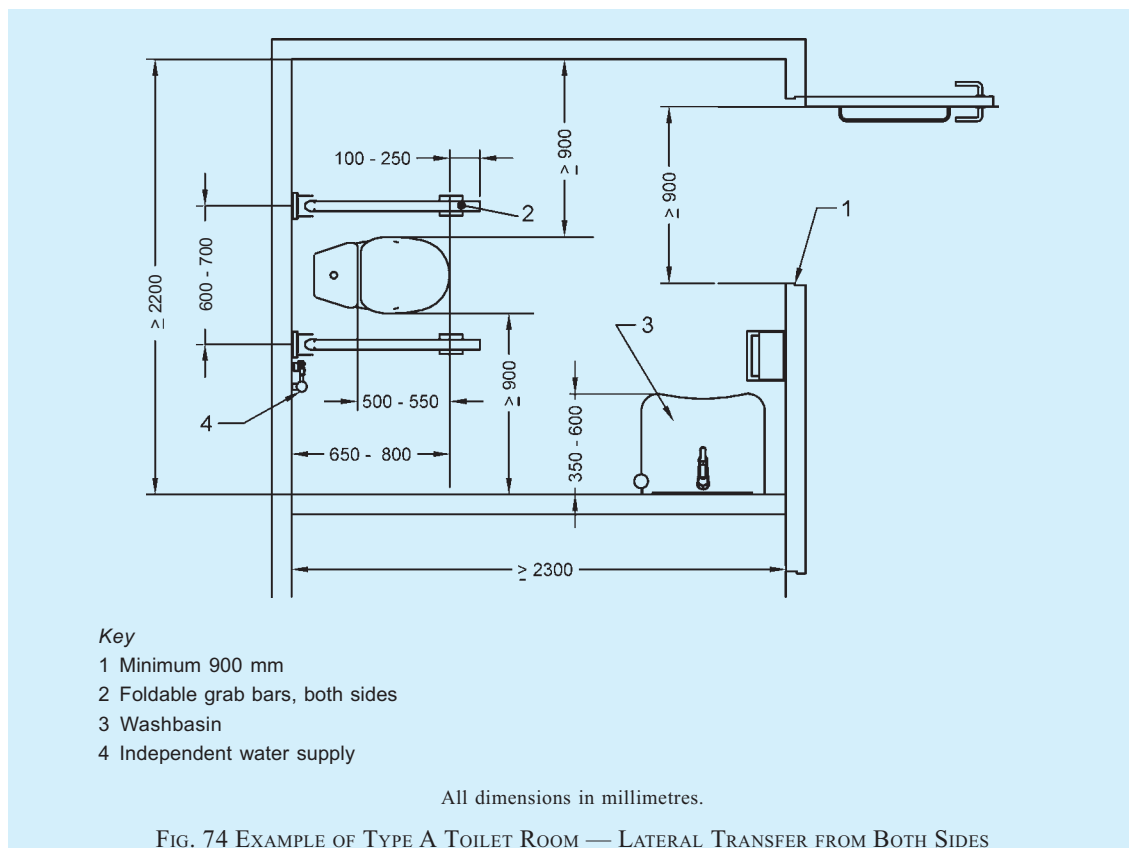 ≥ 900
100 - 250
≥ 900
2
1
≥ 2200
600 - 700
3
≥ 900
500 - 550
350 - 600
4
650 - 800
≥ 2300
Key
1 Minimum 900 mm
2 Foldable grab bars, both sides
3 Washbasin
4 Independent water supply
All dimensions in millimetres.
FIG. 74 EXAMPLE OF TYPE A TOILET ROOM — LATERAL TRANSFER FROM BOTH SIDES